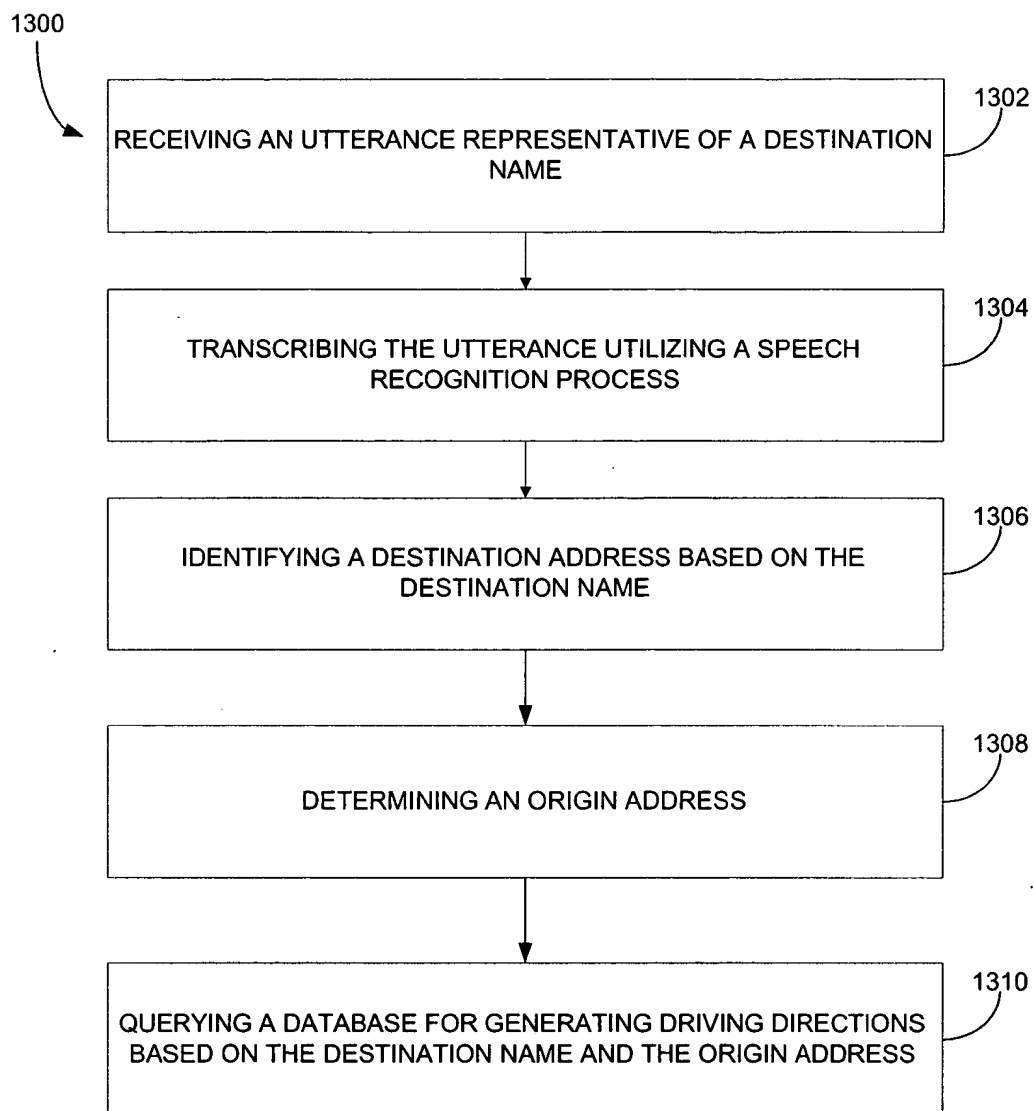 1300
1302
RECEIVING AN UTTERANCE REPRESENTATIVE OF A DESTINATION
NAME
1304
TRANSCRIBING THE UTTERANCE UTILIZING A SPEECH
RECOGNITION PROCESS
1306
IDENTIFYING A DESTINATION ADDRESS BASED ON THE
DESTINATION NAME
1308
DETERMINING AN ORIGIN ADDRESS
1310
QUERYING A DATABASE FOR GENERATING DRIVING DIRECTIONS
BASED ON THE DESTINATION NAME AND THE ORIGIN ADDRESS